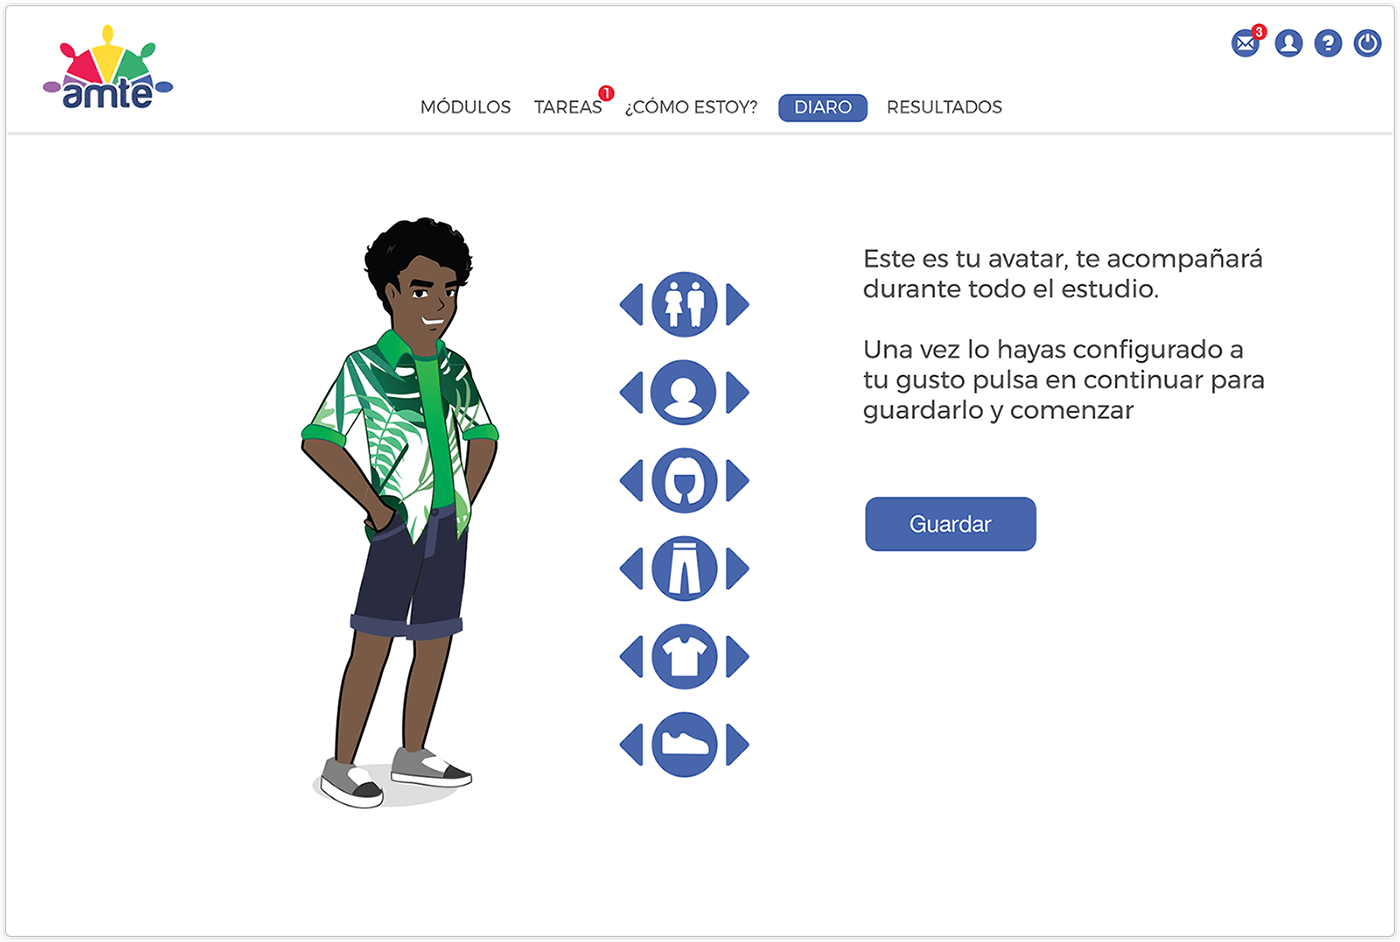 3
amte
MÓDULOS TAREAS 1 ¿CÓMO ESTOY? DIARO RESULTADOS
Este es tu avatar, te acompañará
durante todo el estudio.
Una vez lo hayas configurado a
tu gusto pulsa en continuar para
guardarlo y comenzar
Guardar